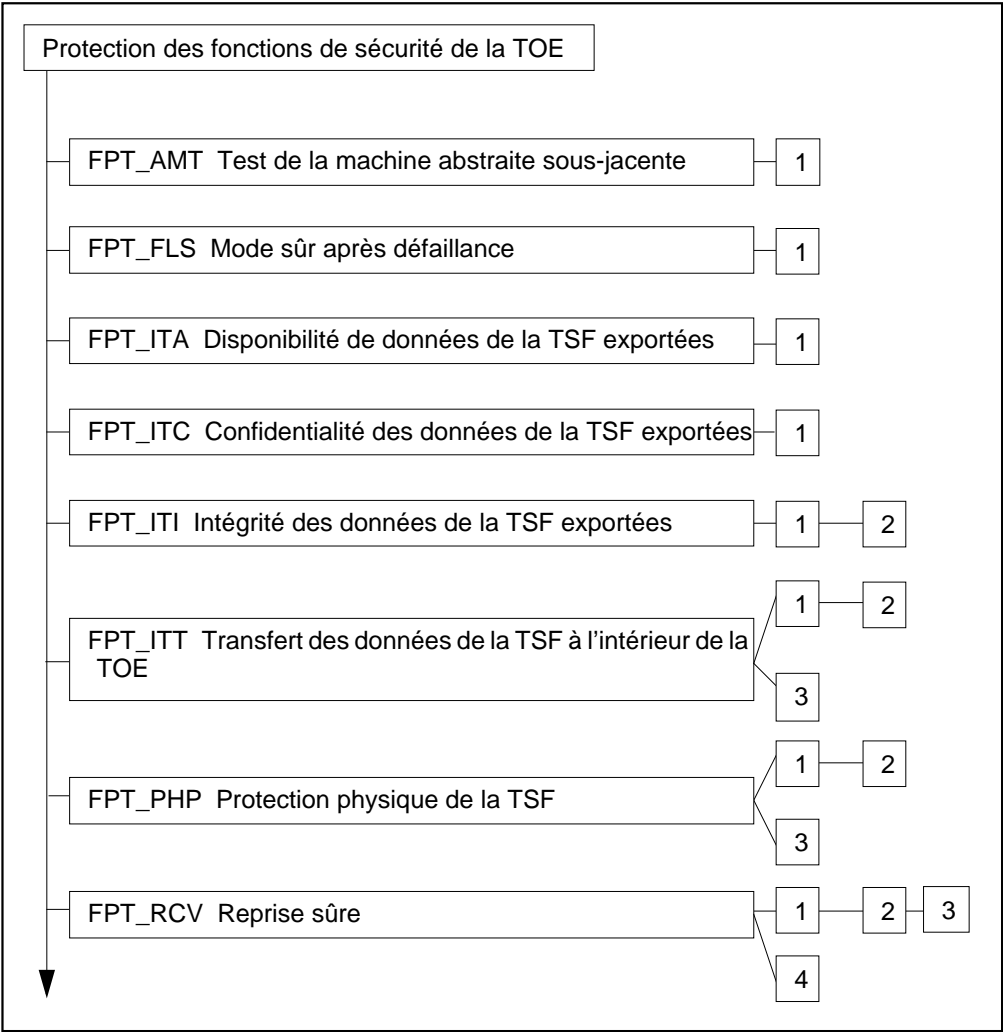 Protection des fonctions de sécurité de la TOE
FPT_AMT Test de la machine abstraite sous-jacente 1
FPT_FLS Mode sûr après défaillance 1
FPT_ITA Disponibilité de données de la TSF exportées 1
FPT_ITC Confidentialité des données de la TSF exportées 1
FPT_ITI Intégrité des données de la TSF exportées 1 2
1 2
FPT_ITT Transfert des données de la TSF à l'intérieur de la
TOE
3
1 2
FPT_PHP Protection physique de la TSF
3
FPT_RCV Reprise sûre 1 2 3
4